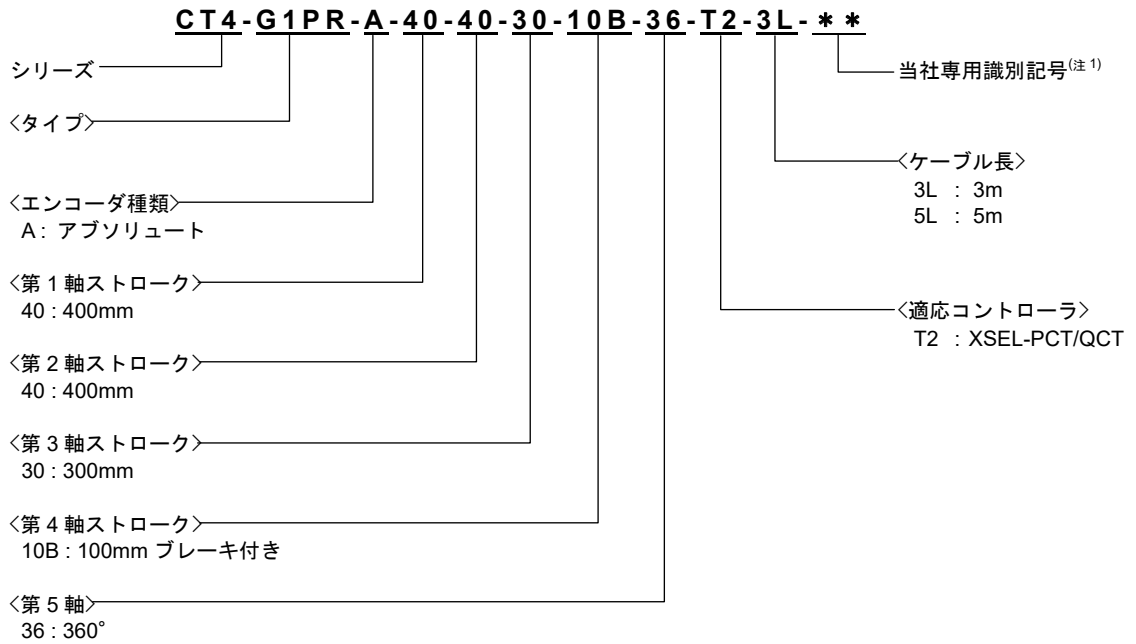 CT4-G1PR-A-40-40-30-10B-36-T2-3L-＊＊
シリーズ
〈タイプ〉
〈エンコーダ種類〉
A : アブソリュート
〈第 1 軸ストローク〉
40 : 400mm
〈第 2 軸ストローク〉
40 : 400mm
〈第 3 軸ストローク〉
30 : 300mm
〈第 4 軸ストローク〉
10B : 100mm ブレーキ付き
〈第 5 軸〉
36 : 360°
当社専用識別記号(注 1)
〈ケーブル長〉
3L : 3m
5L : 5m
〈適応コントローラ〉
T2 : XSEL-PCT/QCT